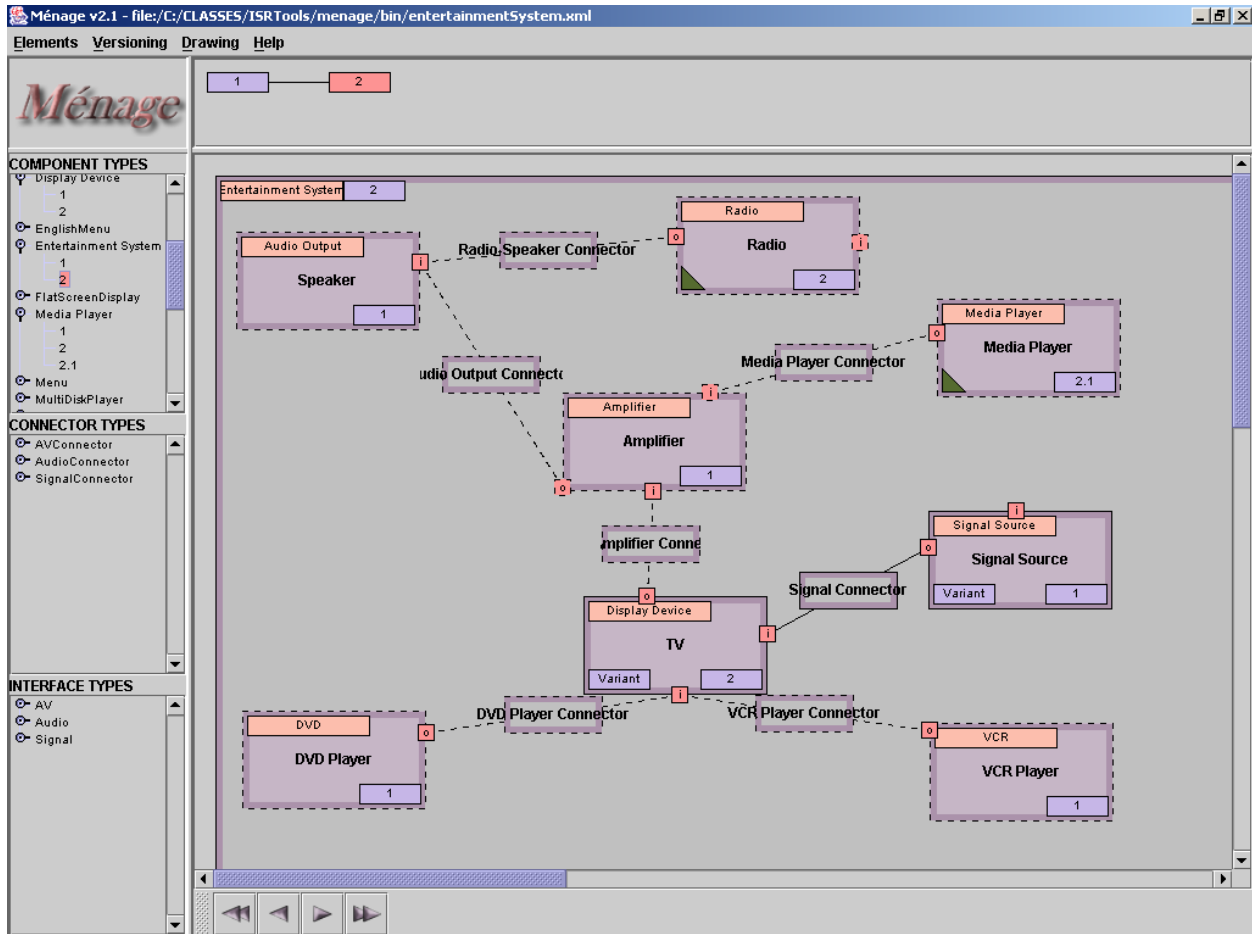 Ménage v2.1 - file:/C:/CLASSES/ISRTools/menage/bin/entertainmentSystem.xml
Elements Versioning Drawing Help
Ménage
1 2
COMPONENT TYPES
Display Device
1
2
EnglishMenu
Entertainment System
1
2
FlatScreenDisplay
Media Player
1
2
2.1
Menu
MultiDiskPlayer
CONNECTOR TYPES
AVConnector
AudioConnector
SignalConnector
INTERFACE TYPES
AV
Audio
Signal
Entertainment System 2
Radio
Radio
2
o
i
Audio Output
Speaker
1
i
Radio-Speaker Connector
Media Player
Media Player
2.1
o
Media Player Connector
udio Output Connecto
Amplifier
Amplifier
1
i
o
i
mplifier Conne
Signal Source
Signal Source
Variant 1
i
o
Signal Connector
Display Device
TV
Variant 2
o
i
i
DVD Player Connector
VCR Player Connector
DVD
DVD Player
1
o
VCR
VCR Player
1
o